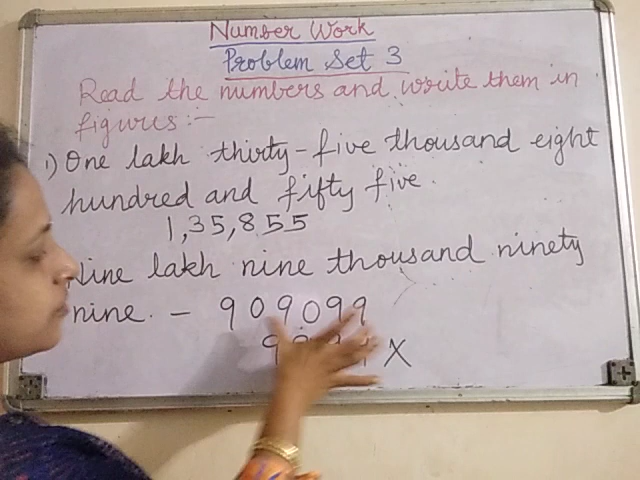 Number Work
Problem Set 3
Read the numbers and write them in
figures:-
1) One lakh thirty-five thousand eight
hundred and fifty five.
1,35,855
Nine lakh nine thousand ninety
nine. - 909099
X